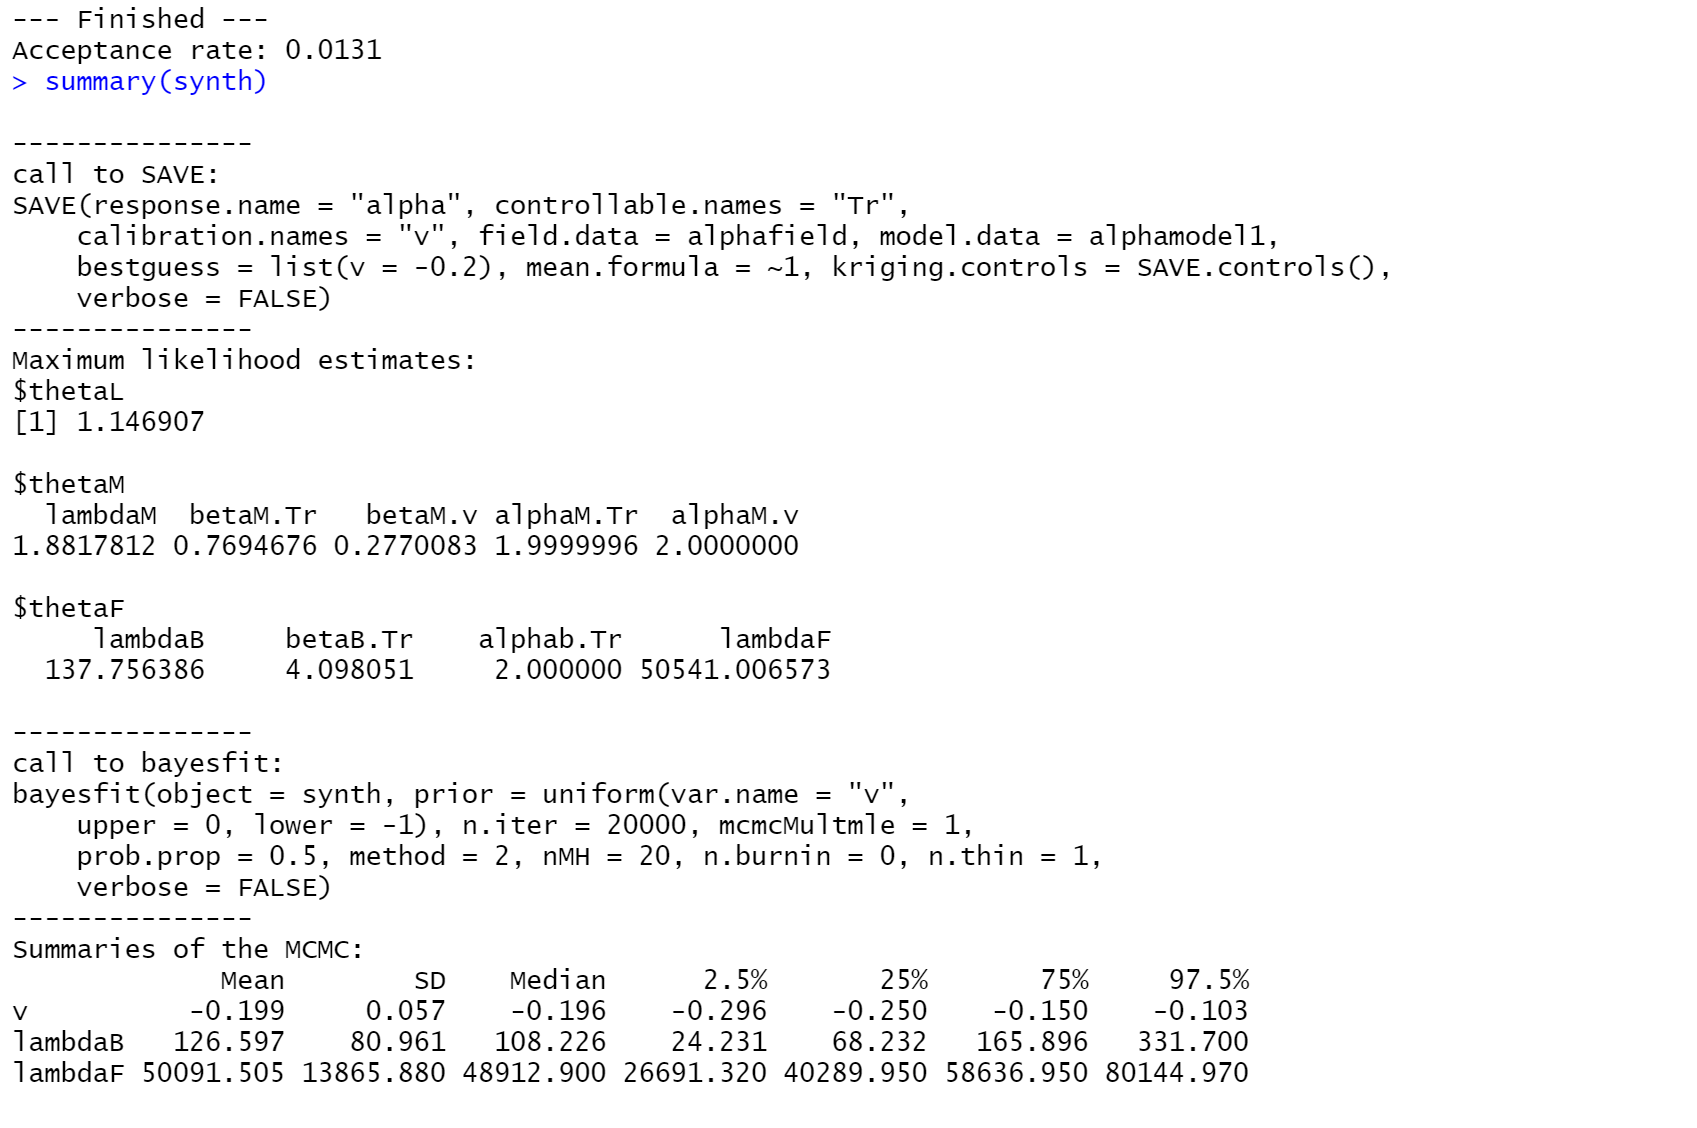 --- Finished ---
Acceptance rate: 0.0131
> summary(synth)
---------------
call to SAVE:
SAVE(response.name = "alpha", controllable.names = "Tr",
    calibration.names = "v", field.data = alphafield, model.data = alphamodel1,
    bestguess = list(v = -0.2), mean.formula = ~1, kriging.controls = SAVE.controls(),
    verbose = FALSE)
---------------
Maximum likelihood estimates:
$thetaL
[1] 1.146907
$thetaM
  lambdaM  betaM.Tr   betaM.v alphaM.Tr  alphaM.v
1.8817812 0.7694676 0.2770083 1.9999996 2.0000000
$thetaF
     lambdaB     betaB.Tr    alphab.Tr      lambdaF
  137.756386     4.098051     2.000000 50541.006573
---------------
call to bayesfit:
bayesfit(object = synth, prior = uniform(var.name = "v",
    upper = 0, lower = -1), n.iter = 20000, mcmcMultmle = 1,
    prob.prop = 0.5, method = 2, nMH = 20, n.burnin = 0, n.thin = 1,
    verbose = FALSE)
---------------
Summaries of the MCMC:
             Mean        SD    Median      2.5%       25%       75%     97.5%
v          -0.199     0.057    -0.196    -0.296    -0.250    -0.150    -0.103
lambdaB   126.597    80.961   108.226    24.231    68.232   165.896   331.700
lambdaF 50091.505 13865.880 48912.900 26691.320 40289.950 58636.950 80144.970